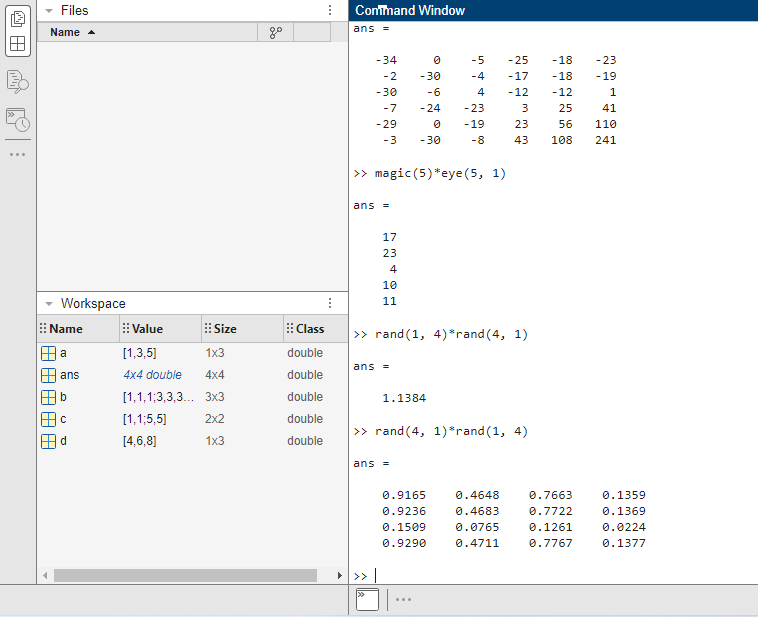 Files
Name
Workspace
Name Value Size Class
a [1,3,5] 1x3 double
ans 4x4 double 4x4 double
b [1,1,1;3,3,3... 3x3 double
c [1,1;5,5] 2x2 double
d [4,6,8] 1x3 double
Command Window
ans =
-34 0 -5 -25 -18 -23
-2 -30 -4 -17 -18 -19
-30 -6 4 -12 -12 1
-7 -24 -23 3 25 41
-29 0 -19 23 56 110
-3 -30 -8 43 108 241
>> magic(5)*eye(5, 1)
ans =
17
23
4
10
11
>> rand(1, 4)*rand(4, 1)
ans =
1.1384
>> rand(4, 1)*rand(1, 4)
ans =
0.9165 0.4648 0.7663 0.1359
0.9236 0.4683 0.7722 0.1369
0.1509 0.0765 0.1261 0.0224
0.9290 0.4711 0.7767 0.1377
>>